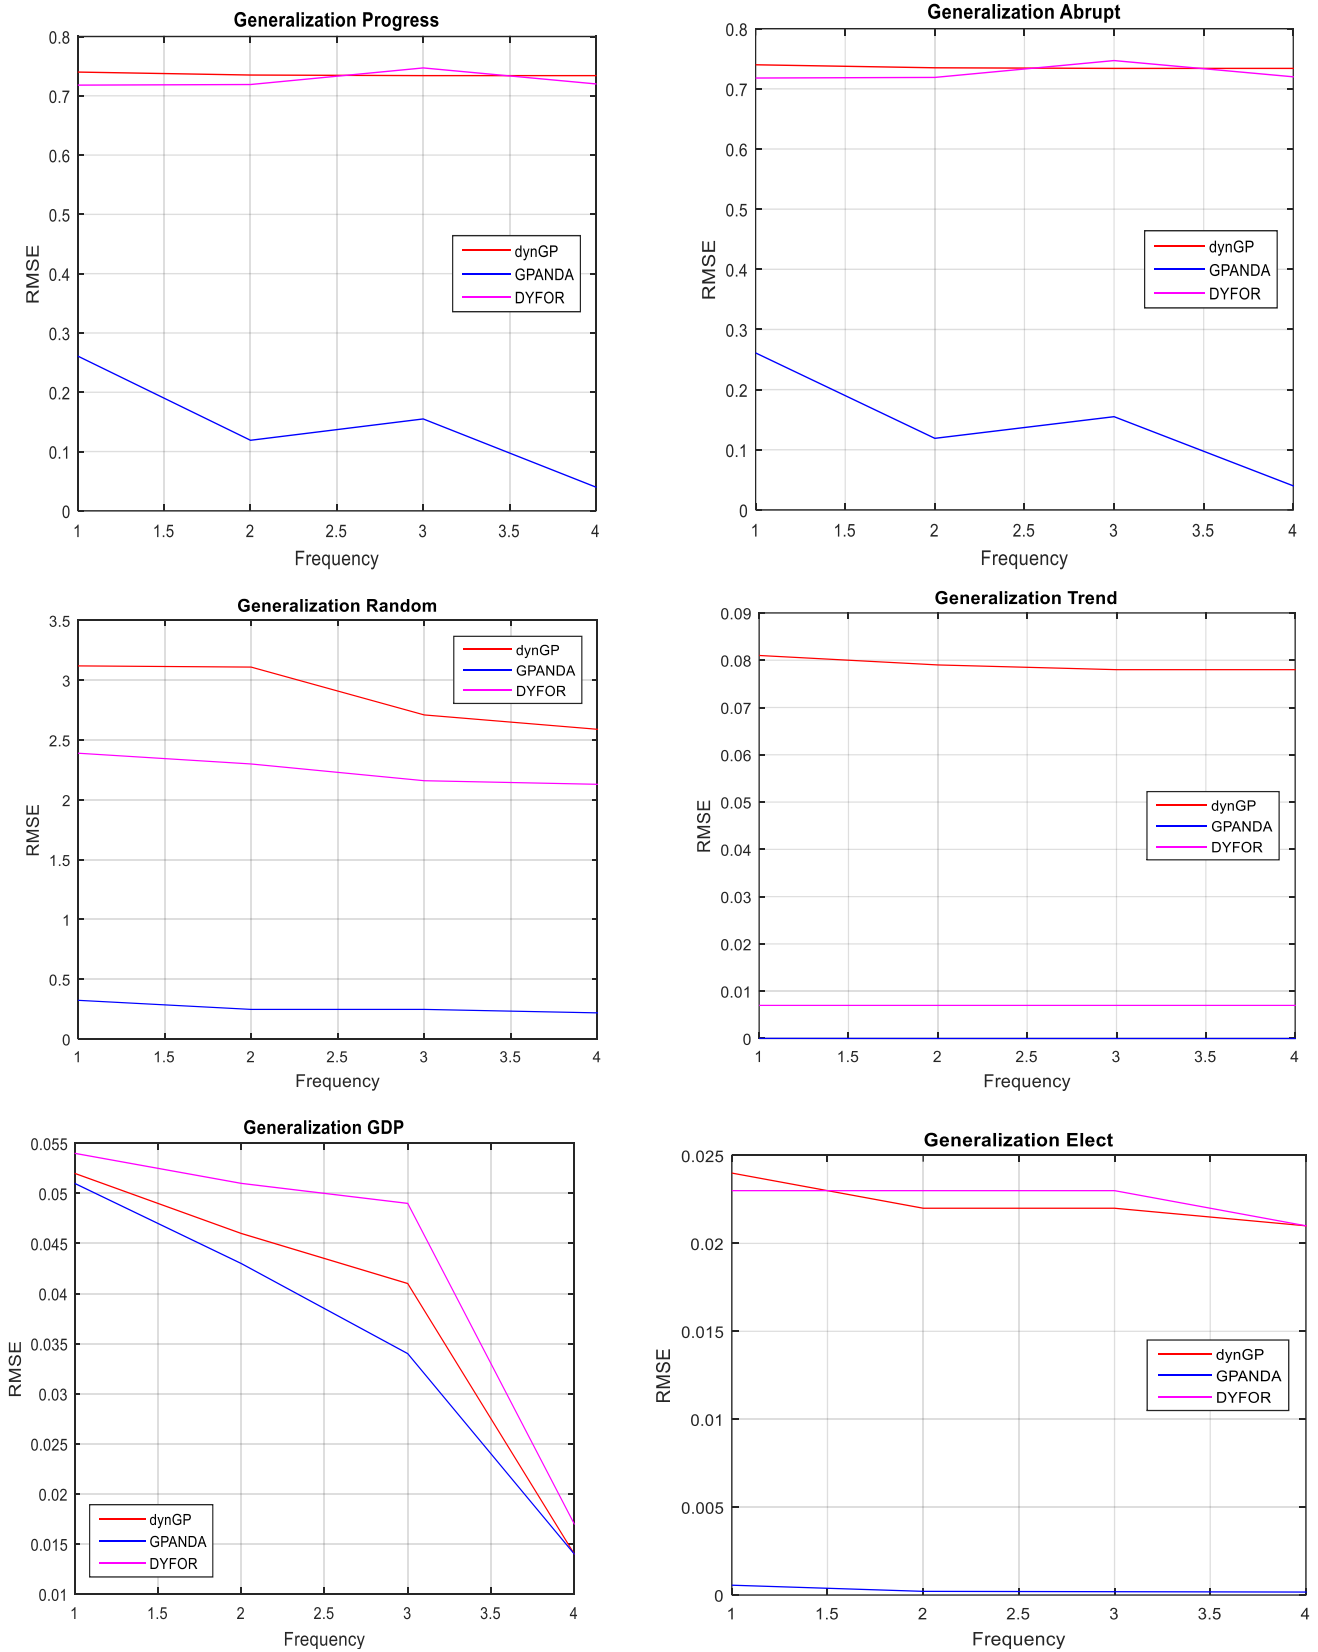 Generalization Progress
0.8
0.7
0.6
0.5
0.4
0.3
0.2
0.1
0
RMSE
dynGP
GPANDA
DYFOR
1 1.5 2 2.5 3 3.5 4
Frequency
Generalization Abrupt
0.8
0.7
0.6
0.5
0.4
0.3
0.2
0.1
0
RMSE
dynGP
GPANDA
DYFOR
1 1.5 2 2.5 3 3.5 4
Frequency
Generalization Random
3.5
3
2.5
2
1.5
1
0.5
0
RMSE
dynGP
GPANDA
DYFOR
1 1.5 2 2.5 3 3.5 4
Frequency
Generalization Trend
0.09
0.08
0.07
0.06
0.05
0.04
0.03
0.02
0.01
0
RMSE
dynGP
GPANDA
DYFOR
1 1.5 2 2.5 3 3.5 4
Frequency
Generalization GDP
0.055
0.05
0.045
0.04
0.035
0.03
0.025
0.02
0.015
0.01
RMSE
dynGP
GPANDA
DYFOR
1 1.5 2 2.5 3 3.5 4
Frequency
Generalization Elect
0.025
0.02
0.015
0.01
0.005
0
RMSE
dynGP
GPANDA
DYFOR
1 1.5 2 2.5 3 3.5 4
Frequency